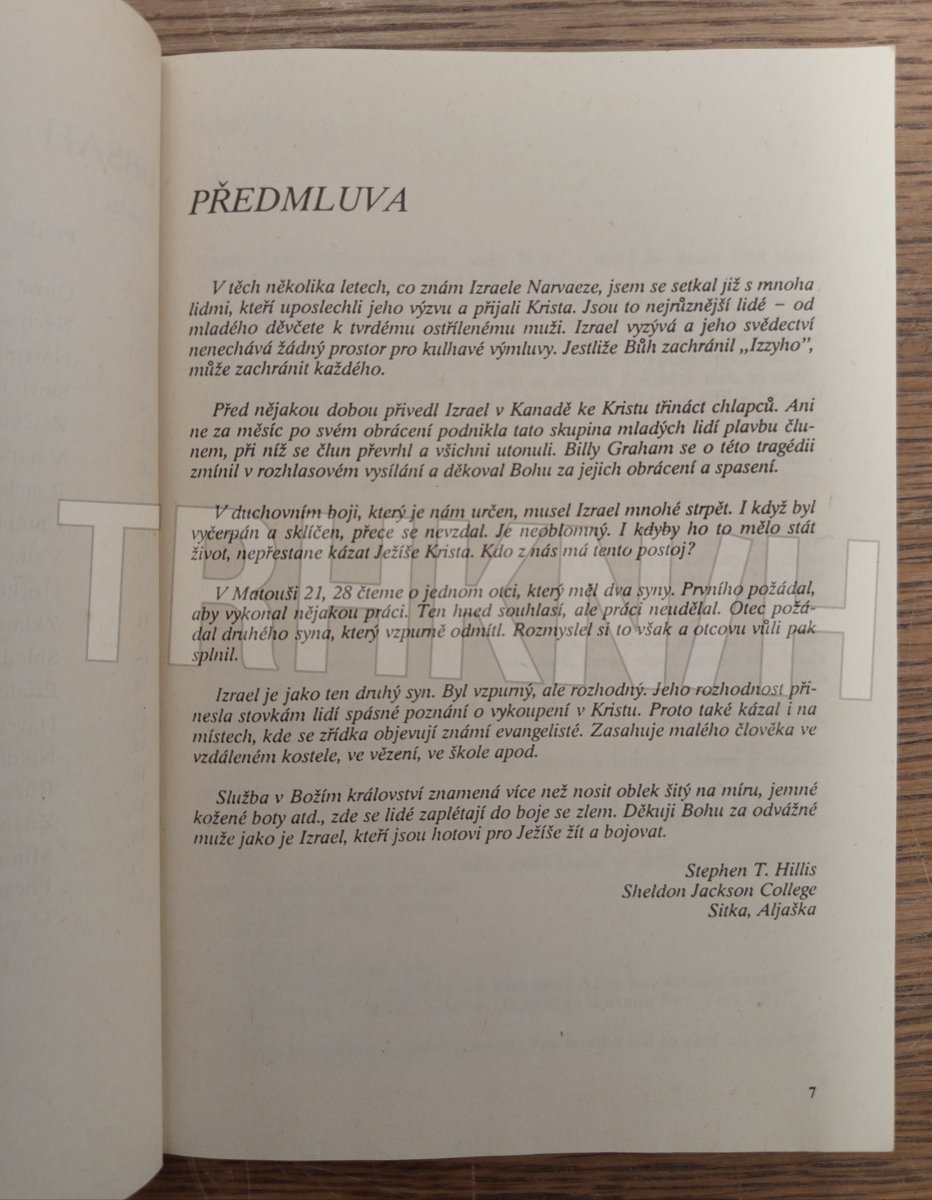 PŘEDMLUVA
V těch několika letech, co znám Izraele Narvaeze, jsem se setkal již s mnoha
lidmi, kteří uposlechli jeho výzvu a přijali Krista. Jsou to nejrůznější lidé – od
mladého děvčete k tvrdému ostřílenému muži. Izrael vyzývá a jeho svědectví
nenechává žádný prostor pro kulhavé výmluvy. Jestliže Bůh zachránil „Izzyho”,
může zachránit každého.
Před nějakou dobou přivedl Izrael v Kanadě ke Kristu třináct chlapců. Ani
ne za měsíc po svém obrácení podnikla tato skupina mladých lidí plavbu člu-
nem, při níž se člun převrhl a všichni utonuli. Billy Graham se o této tragédii
zmínil v rozhlasovém vysílání a děkoval Bohu za jejich obrácení a spasení.
V duchovním boji, který je nám určen, musel Izrael mnohé strpět. I když byl
vyčerpán a sklíčen, přece se nevzdal. Je neoblomný. I kdyby ho to mělo stát
život, nepřestane kázat Ježíše Krista. Kdo z nás má tento postoj?
V Matouši 21, 28 čteme o jednom otci, který měl dva syny. Prvního požádal,
aby vykonal nějakou práci. Ten hned souhlasí, ale práci neudělal. Otec požá-
dal druhého syna, který vzpurně odmítl. Rozmyslel si to však a otcovu vůli pak
splnil.
Izrael je jako ten druhý syn. Byl vzpurný, ale rozhodný. Jeho rozhodnost při-
nesla stovkám lidí spásné poznání o vykoupení v Kristu. Proto také kázal i na
místech, kde se zřídka objevují známí evangelisté. Zasahuje malého člověka ve
vzdáleném kostele, ve vězení, ve škole apod.
Služba v Božím království znamená více než nosit oblek šitý na míru, jemné
kožené boty atd., zde se lidé zaplétají do boje se zlem. Děkuji Bohu za odvážné
muže jako je Izrael, kteří jsou hotovi pro Ježíše žít a bojovat.
Stephen T. Hillis
Sheldon Jackson College
Sitka, Aljaška
7
TRHKNIH